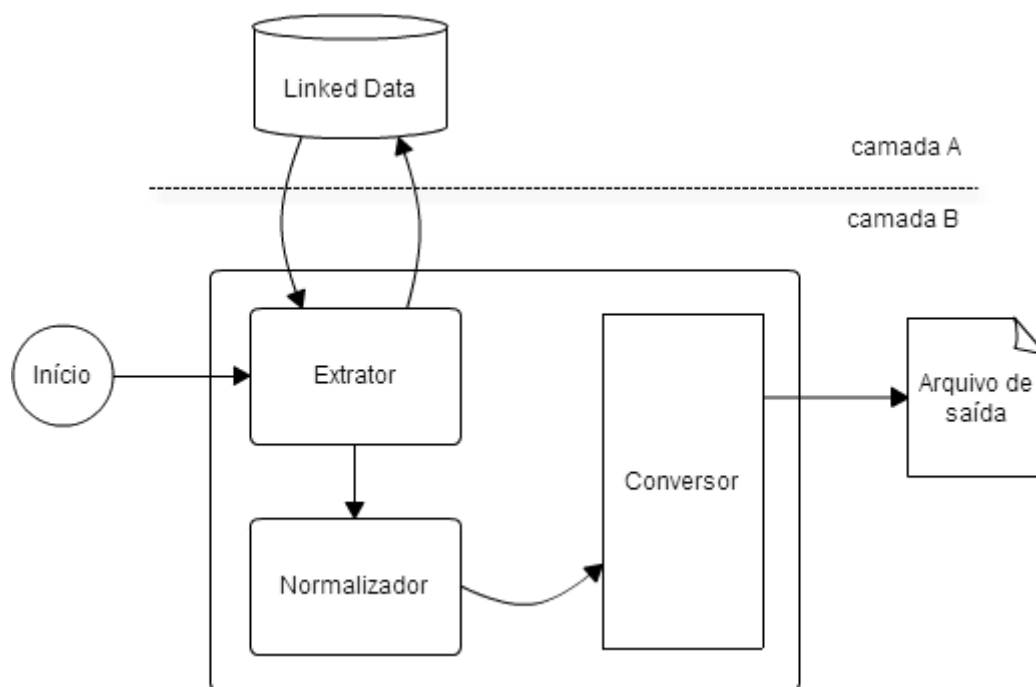 Linked Data
camada A
camada B
Início
Extrator
Arquivo de
saída
Conversor
Normalizador